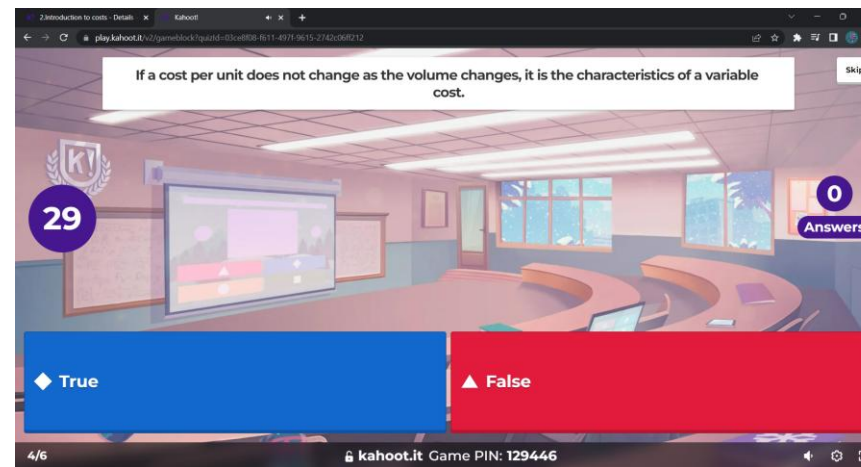 2.Introduction to costs - Details
Kahoot!
play.kahoot.it/v2/gameblock?quizId=03ce8f08-f611-497f-9615-2742c06ff212
If a cost per unit does not change as the volume changes, it is the characteristics of a variable
cost.
Skip
K!
29
0
Answers
True
False
4/6
kahoot.it Game PIN: 129446